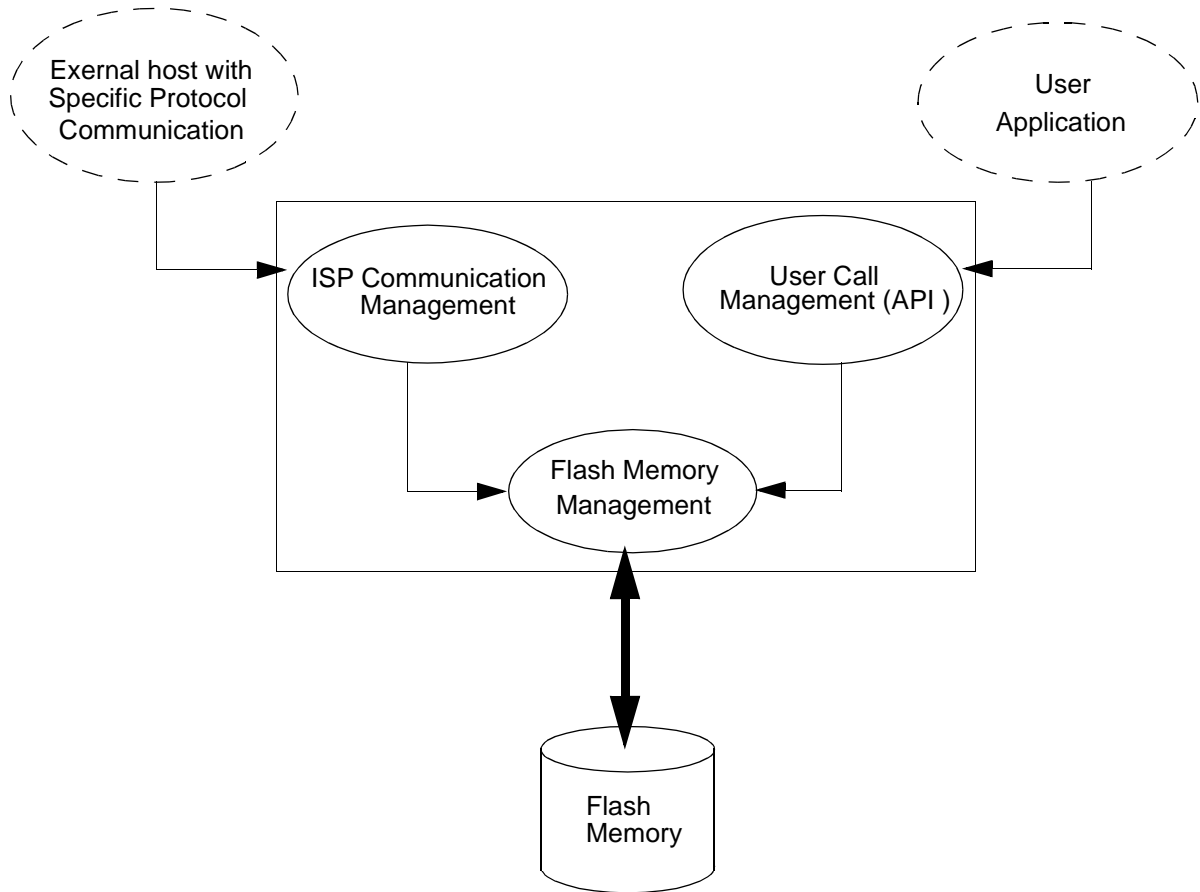 Exernal host with
Specific Protocol
Communication
User
Application
ISP Communication
Management
User Call
Management (API )
Flash Memory
Management
Flash
Memory